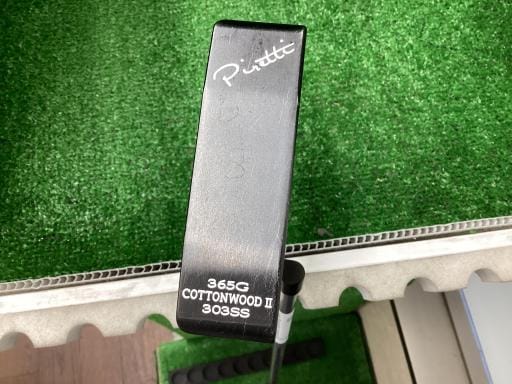 Piretti
365G
COTTONWOOD II
303SS